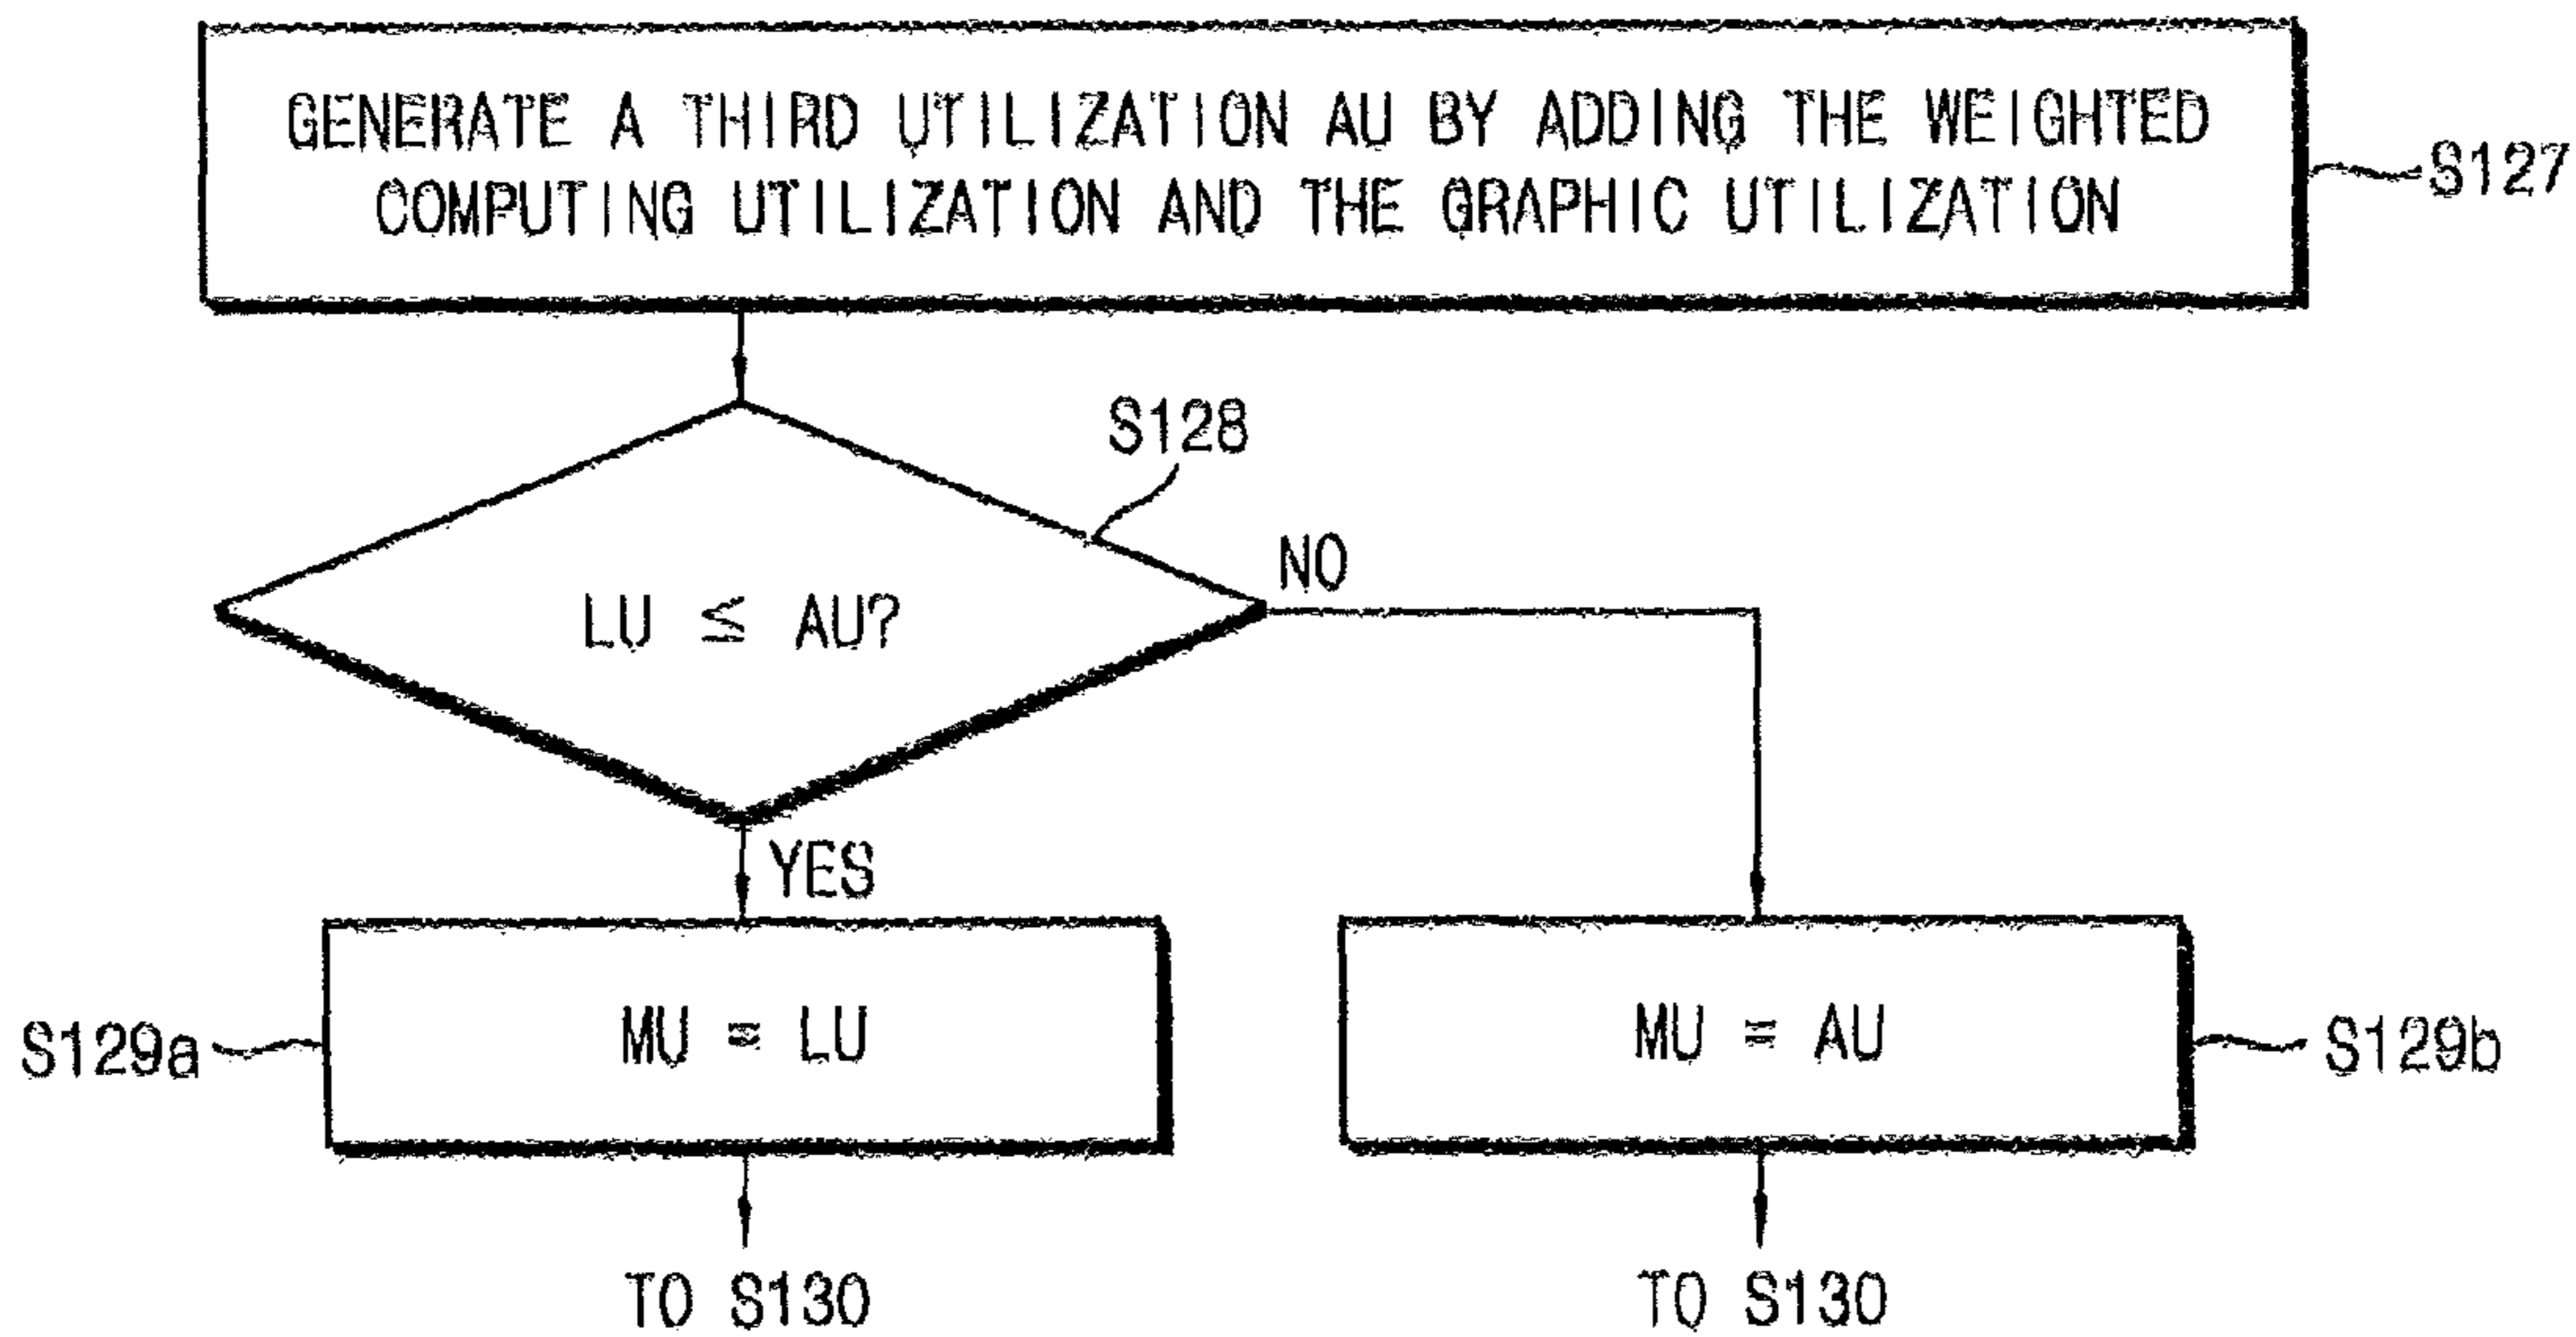 GENERATE A THIRD UTILIZATION AU BY ADDING THE WEIGHTED
COMPUTING UTILIZATION AND THE GRAPHIC UTILIZATION
S127
S128
LU ≤ AU?
NO
YES
S129a
MU = LU
MU = AU
S129b
TO S130
TO S130